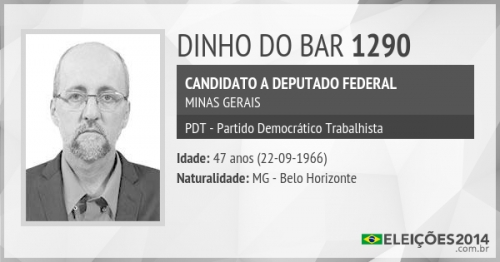 DINHO DO BAR 1290
CANDIDATO A DEPUTADO FEDERAL
MINAS GERAIS
PDT - Partido Democrático Trabalhista
Idade: 47 anos (22-09-1966)
Naturalidade: MG - Belo Horizonte
ELEIÇÕES2014
.com.br